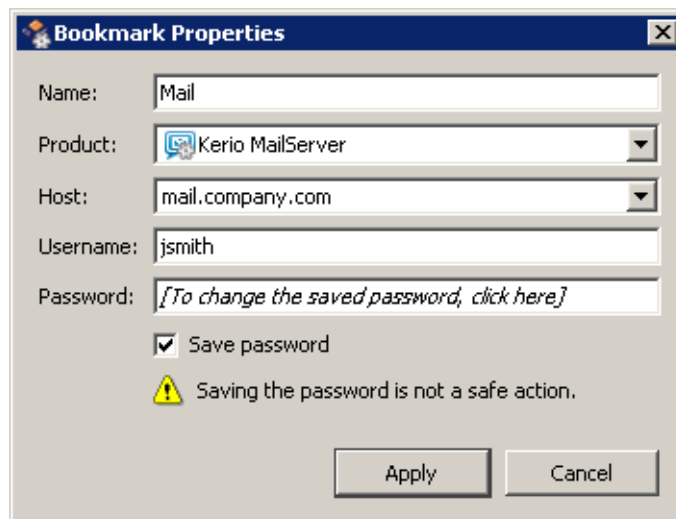 Bookmark Properties
Name: Mail
Product: Kerio MailServer
Host: mail.company.com
Username: jsmith
Password: [To change the saved password, click here]
Save password
Saving the password is not a safe action.
Apply Cancel